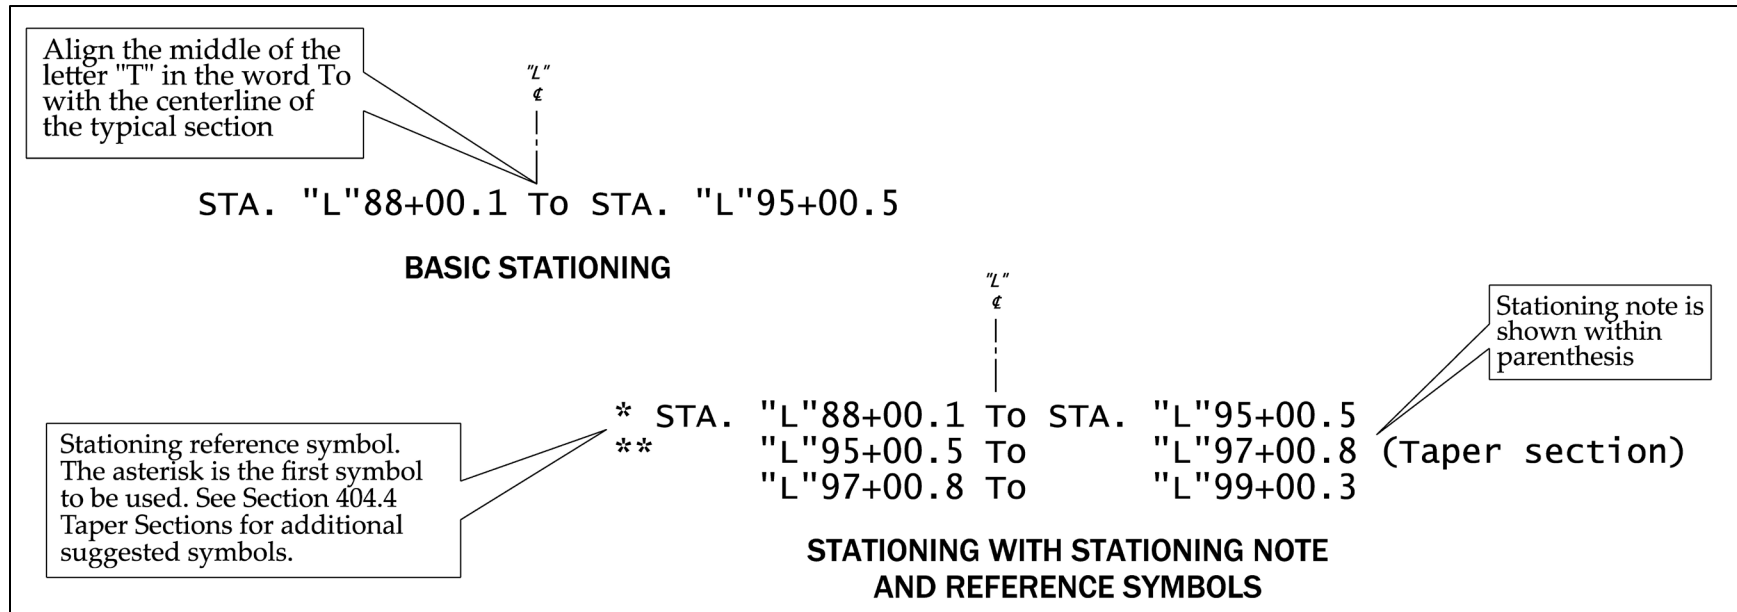 Align the middle of the
letter "T" in the word To
with the centerline of
the typical section
"L"
℄
STA. "L"88+00.1 To STA. "L"95+00.5
BASIC STATIONING
"L"
℄
Stationing note is
shown within
parenthesis
* STA. "L"88+00.1 To STA. "L"95+00.5
** "L"95+00.5 To "L"97+00.8 (Taper section)
"L"97+00.8 To "L"99+00.3
Stationing reference symbol.
The asterisk is the first symbol
to be used. See Section 404.4
Taper Sections for additional
suggested symbols.
STATIONING WITH STATIONING NOTE
AND REFERENCE SYMBOLS